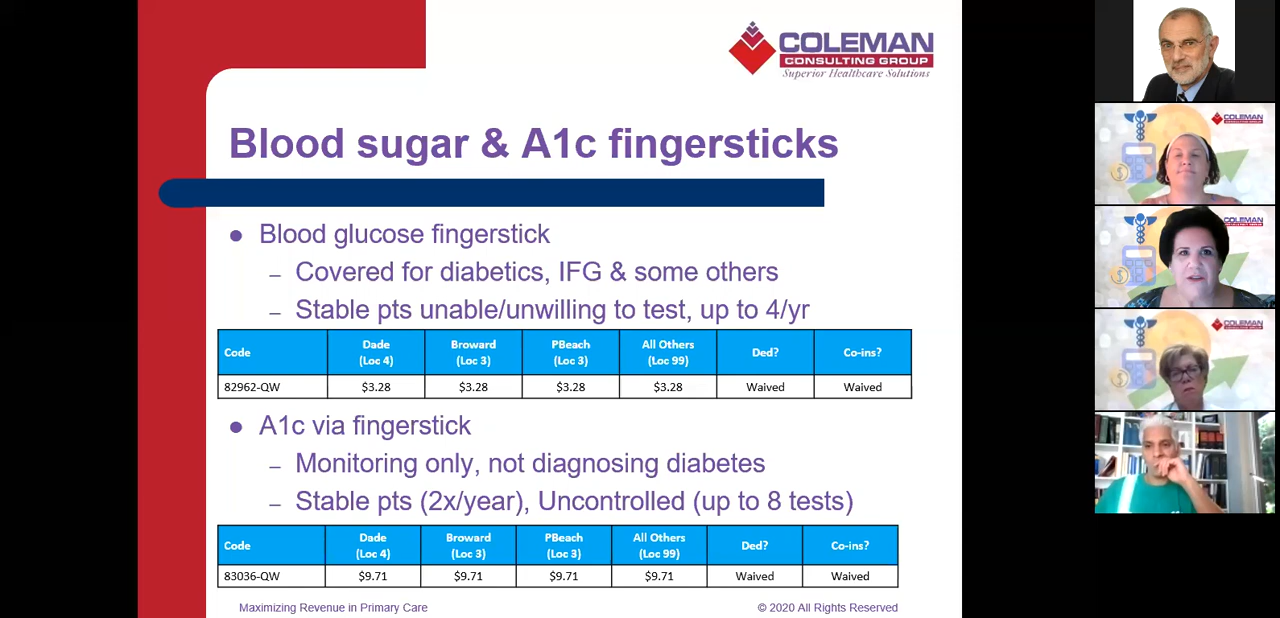 COLEMAN
CONSULTING GROUP
Superior Healthcare Solutions
Blood sugar & A1c fingersticks
● Blood glucose fingerstick
– Covered for diabetics, IFG & some others
– Stable pts unable/unwilling to test, up to 4/yr
Code Dade (Loc 4) Broward (Loc 3) PBeach (Loc 3) All Others (Loc 99) Ded? Co-ins?
82962-QW $3.28 $3.28 $3.28 $3.28 Waived Waived
● A1c via fingerstick
– Monitoring only, not diagnosing diabetes
– Stable pts (2x/year), Uncontrolled (up to 8 tests)
Code Dade (Loc 4) Broward (Loc 3) PBeach (Loc 3) All Others (Loc 99) Ded? Co-ins?
83036-QW $9.71 $9.71 $9.71 $9.71 Waived Waived
Maximizing Revenue in Primary Care © 2020 All Rights Reserved
COLEMAN
COLEMAN
COLEMAN